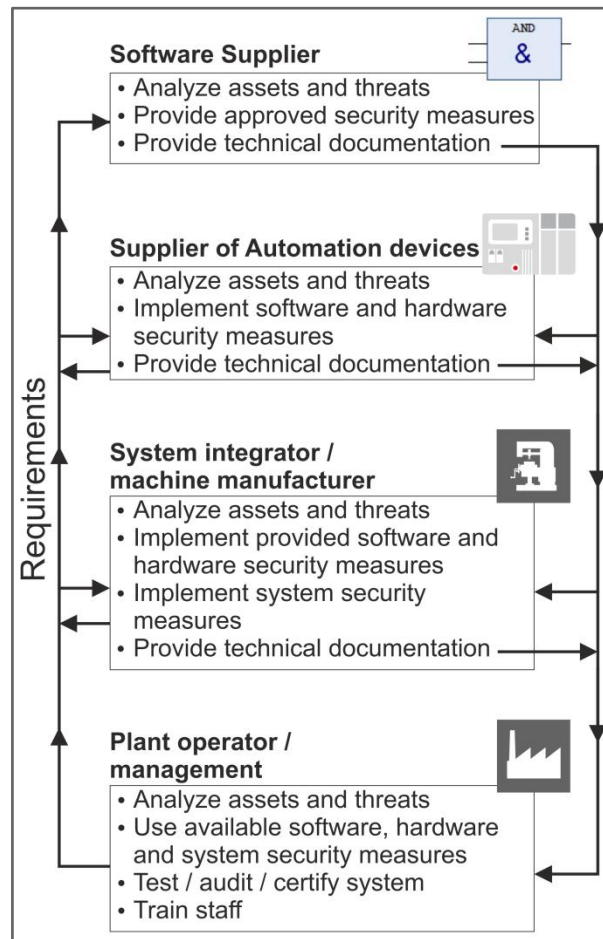 AND
&
Software Supplier
• Analyze assets and threats
• Provide approved security measures
• Provide technical documentation
Supplier of Automation devices
• Analyze assets and threats
• Implement software and hardware
security measures
• Provide technical documentation
Requirements
System integrator /
machine manufacturer
• Analyze assets and threats
• Implement provided software and
hardware security measures
• Implement system security
measures
• Provide technical documentation
Plant operator /
management
• Analyze assets and threats
• Use available software, hardware
and system security measures
• Test / audit / certify system
• Train staff